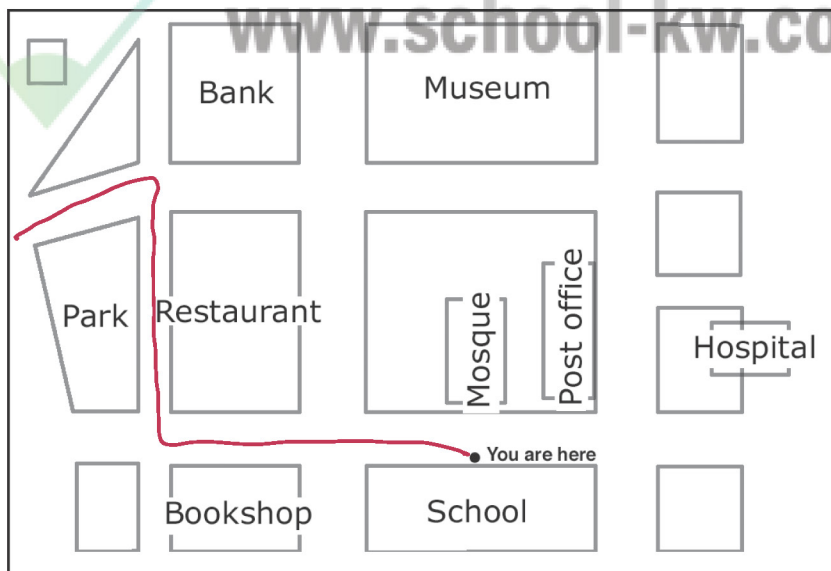 www.school-kw.co
Bank
Museum
Park
Restaurant
Mosque
Post office
Hospital
You are here
Bookshop
School